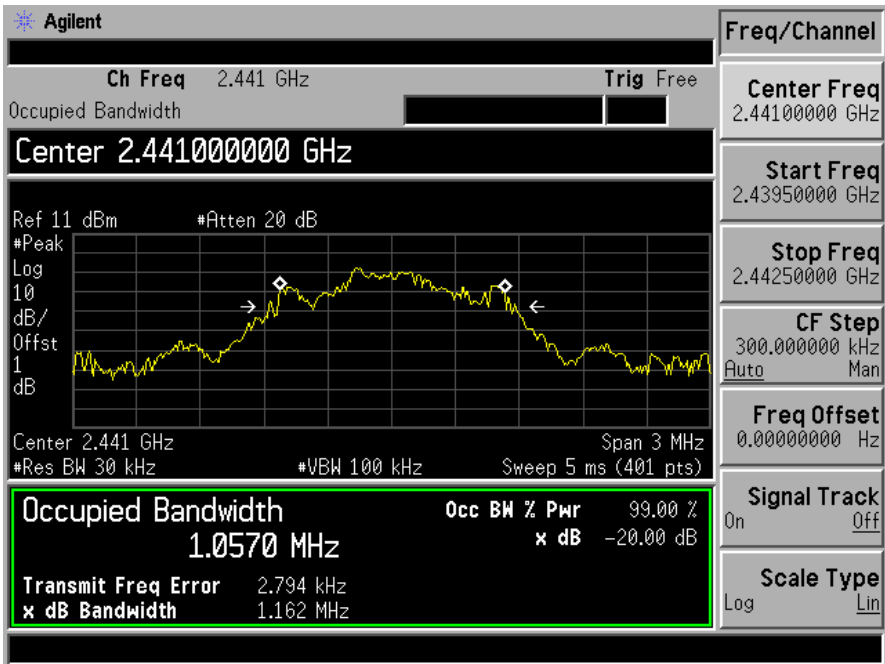 Agilent
Freq/Channel
Ch Freq 2.441 GHz Trig Free
Occupied Bandwidth
Center 2.441000000 GHz
Ref 11 dBm #Atten 20 dB
#Peak
Log
10
dB/
Offst
1
dB
Center 2.441 GHz Span 3 MHz
#Res BW 30 kHz #VBW 100 kHz Sweep 5 ms (401 pts)
Occupied Bandwidth Occ BW % Pwr 99.00 %
1.0570 MHz x dB -20.00 dB
Transmit Freq Error 2.794 kHz
x dB Bandwidth 1.162 MHz
Center Freq
2.44100000 GHz
Start Freq
2.43950000 GHz
Stop Freq
2.44250000 GHz
CF Step
300.000000 kHz
Auto Man
Freq Offset
0.00000000 Hz
Signal Track
On Off
Scale Type
Log Lin